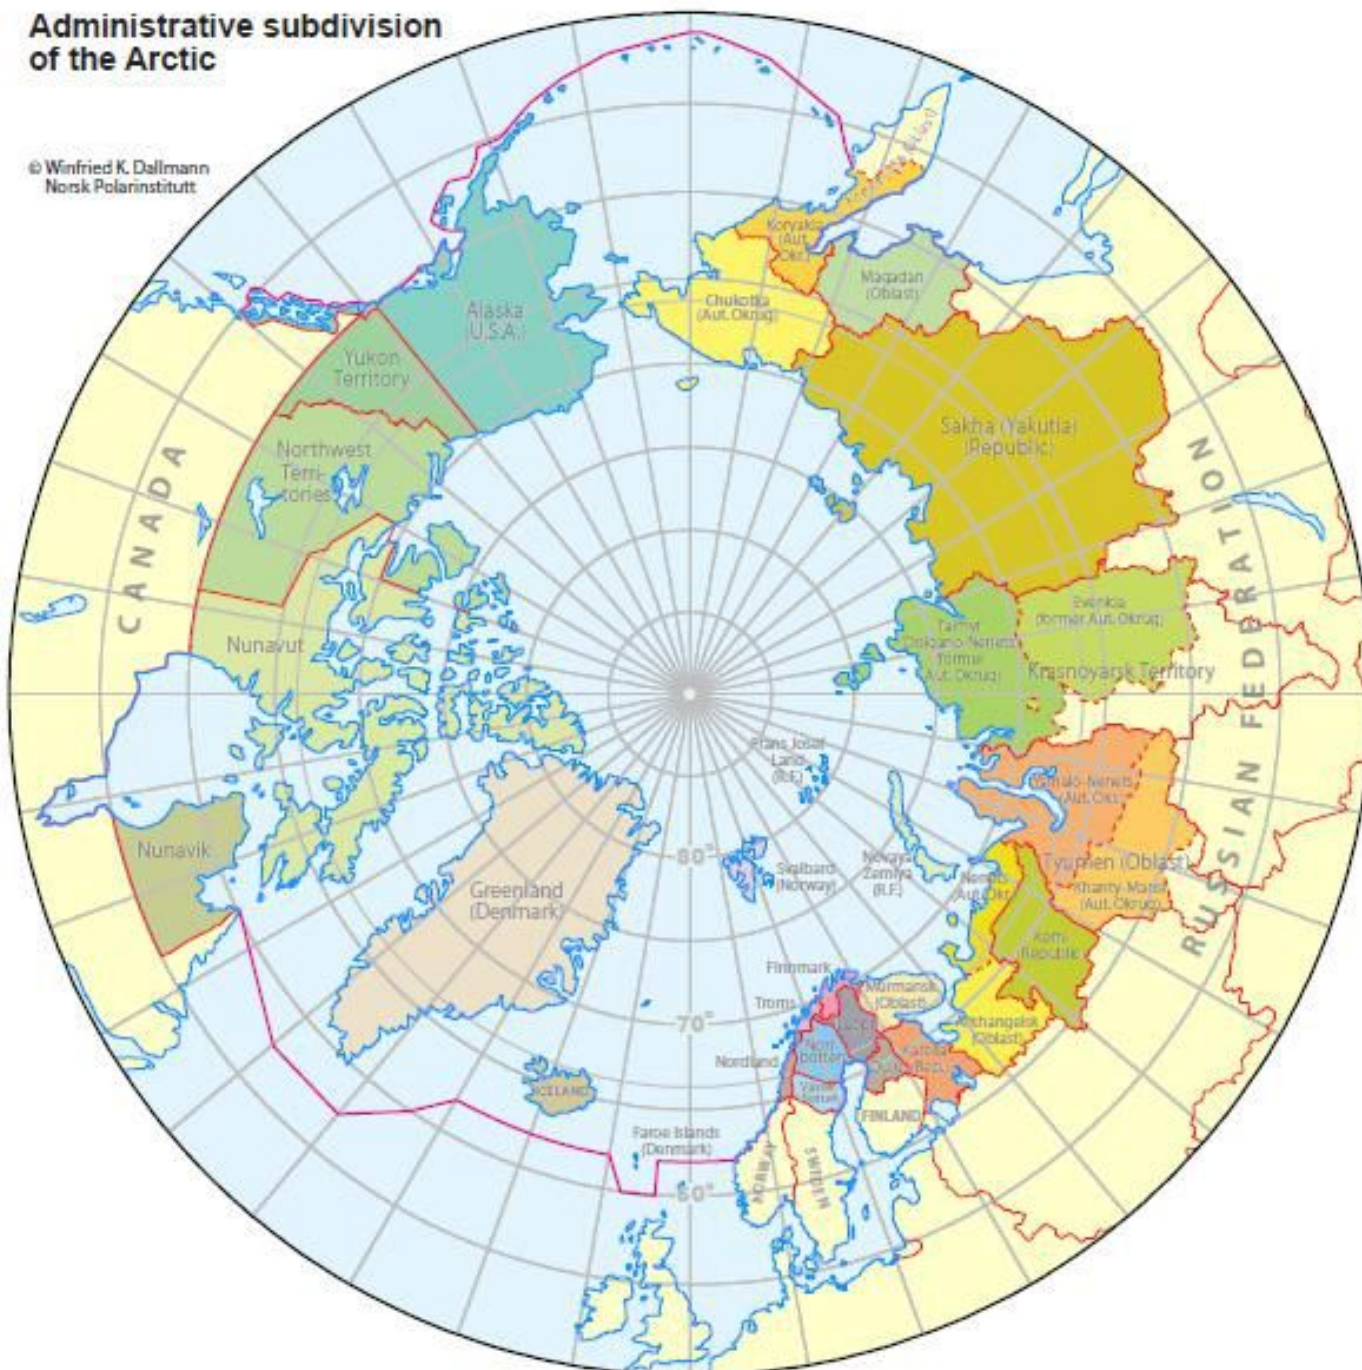 Administrative subdivision
of the Arctic
© Winfried K. Dallmann
Norsk Polarinstitutt
Koryakia
(Aut.
Okr.)
Magadan
(Oblast)
Chukotka
(Aut. Okrug)
Alaska
(U.S.A.)
Yukon
Territory
Northwest
Terri-
tories
Sakha (Yakutia)
(Republic)
CANADA
RUSSIAN FEDERATION
Nunavut
Evenkia
(former Aut. Okrug)
Taimyr
(Dolgano-Nenets
former
Aut. Okrug)
Krasnoyarsk Territory
Frans Josef
Land
(R.F.)
Yamalo-Nenets
(Aut. Okr.)
Nunavik
80°
Svalbard
(Norway)
Novaya
Zemlya
(R.F.)
Nenets
(Aut. Okr.)
Tyumen (Oblast)
Khanty-Mansi
(Aut. Okrug)
Greenland
(Denmark)
Komi
(Republic)
Finnmark
Murmansk
(Oblast)
Troms
70°
Arkhangelsk
(Oblast)
Nordland
Norr-
botten
Karelia
(Rep.)
ICELAND
FINLAND
Faroe Islands
(Denmark)
NORWAY
SWEDEN
60°